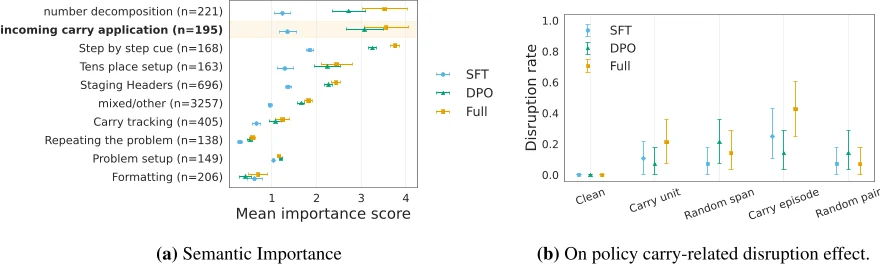 number decomposition (n=221)
incoming carry application (n=195)
Step by step cue (n=168)
Tens place setup (n=163)
Staging Headers (n=696)
mixed/other (n=3257)
Carry tracking (n=405)
Repeating the problem (n=138)
Problem setup (n=149)
Formatting (n=206)
1 2 3 4
Mean importance score
SFT
DPO
Full
(a) Semantic Importance
Disruption rate
1.0
0.8
0.6
0.4
0.2
0.0
SFT
DPO
Full
Clean
Carry unit
Random span
Carry episode
Random pair
(b) On policy carry-related disruption effect.